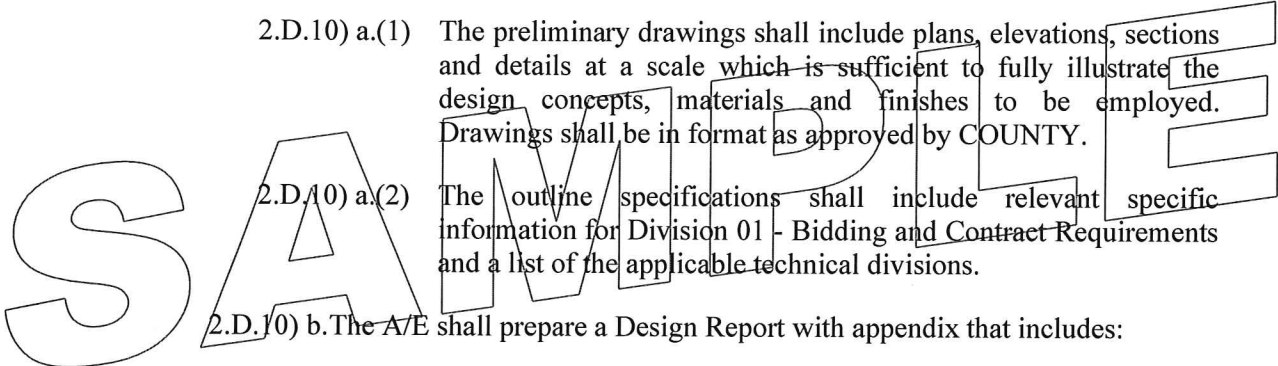 2.D.10) a.(1) The preliminary drawings shall include plans, elevations, sections
and details at a scale which is sufficient to fully illustrate the
design concepts, materials and finishes to be employed.
Drawings shall be in format as approved by COUNTY.
2.D.10) a.(2) The outline specifications shall include relevant specific
information for Division 01 - Bidding and Contract Requirements
and a list of the applicable technical divisions.
2.D.10) b.The A/E shall prepare a Design Report with appendix that includes:
SAMPLE